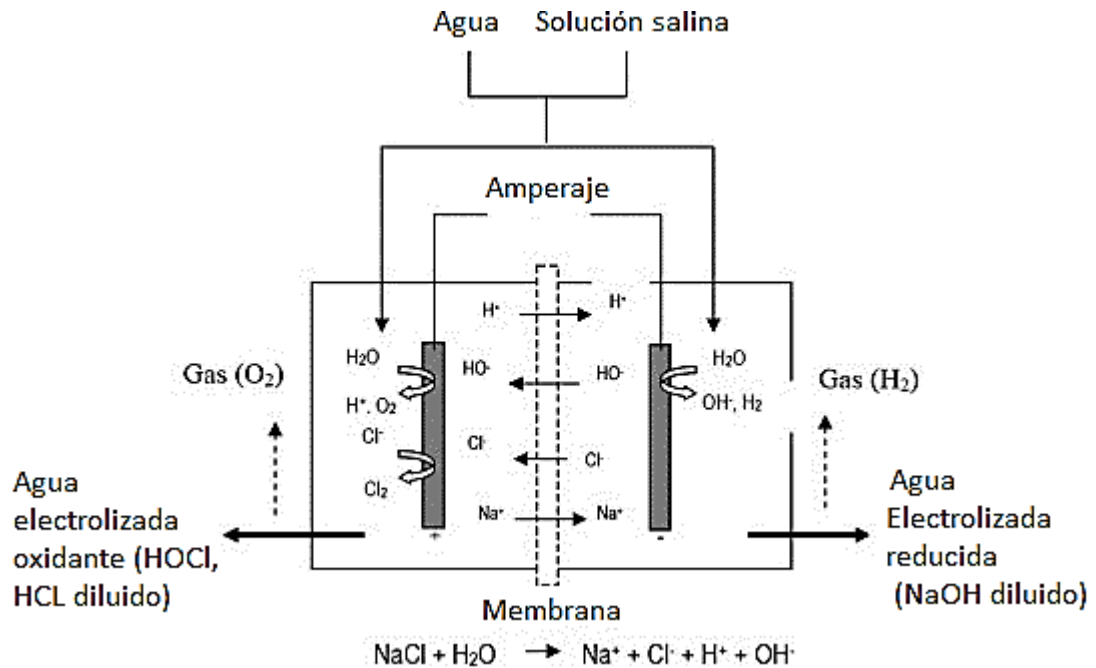 Agua Solución salina
Amperaje
H⁺ H⁺
H₂O HO⁻ HO⁻ H₂O
Gas (O₂) Gas (H₂)
H⁺. O₂ OH⁻, H₂
Cl⁻ Cl⁻ Cl⁻
Cl₂
Na⁺ Na⁺
+ -
Agua
electrolizada
oxidante (HOCl,
HCL diluido)
Agua
Electrolizada
reducida
(NaOH diluido)
Membrana
NaCl + H₂O → Na⁺ + Cl⁻ + H⁺ + OH⁻